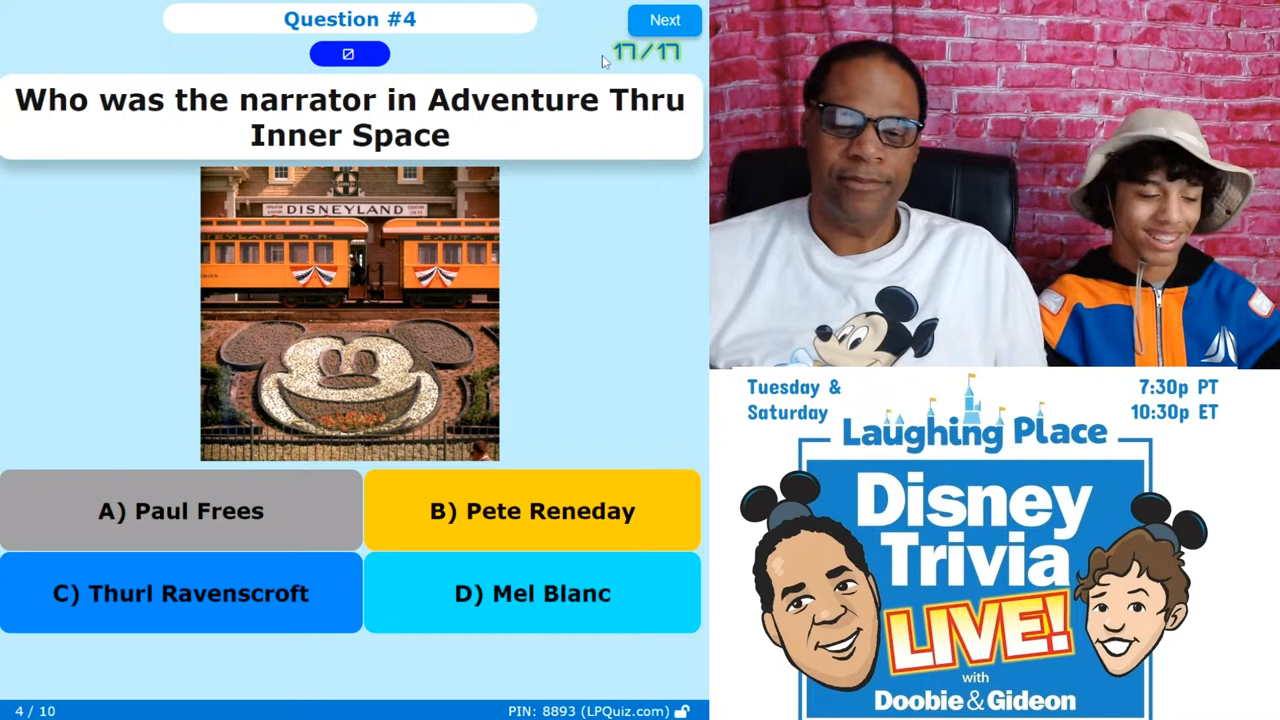 Question #4
Next
17/17
Who was the narrator in Adventure Thru
Inner Space
DISNEYLAND
A) Paul Frees
B) Pete Reneday
C) Thurl Ravenscroft
D) Mel Blanc
4 / 10
PIN: 8893 (LPQuiz.com)
Tuesday &
Saturday
7:30p PT
10:30p ET
Laughing Place
Disney
Trivia
LIVE!
with
Doobie & Gideon